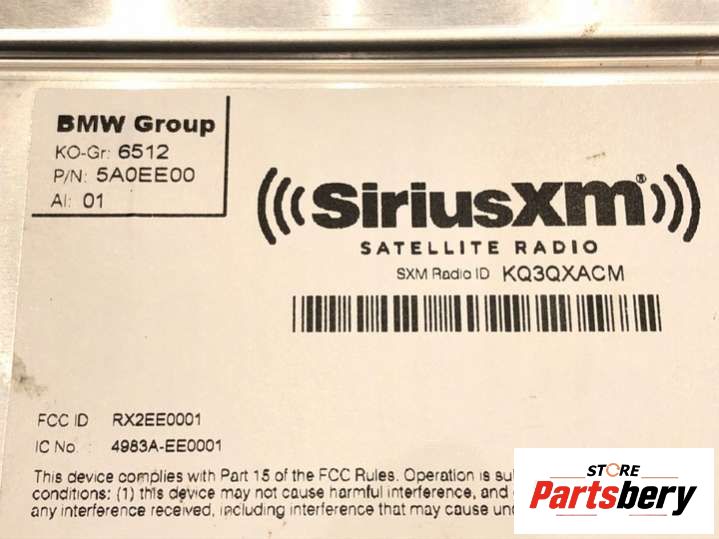 BMW Group
KO-Gr: 6512
P/N: 5A0EE00
AI: 01
SiriusXm®
SATELLITE RADIO
SXM Radio ID KQ3QXACM
FCC ID RX2EE0001
IC No 4983A-EE0001
This device complies with Part 15 of the FCC Rules. Operation is
conditions: (1) this device may not cause harmful interference, and
any interference received, including interference that may cause
STORE
Partsbery